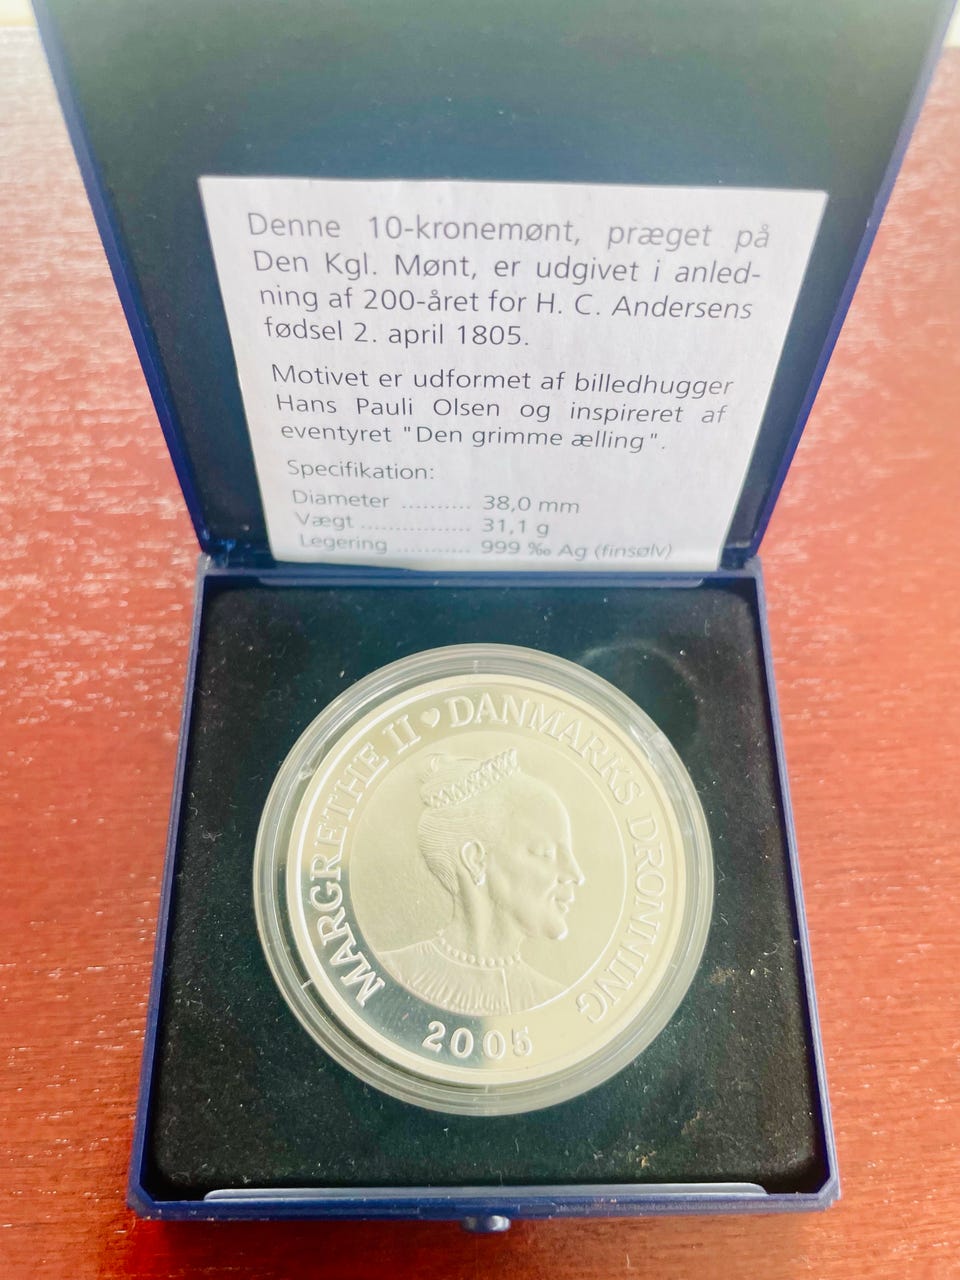 Denne 10-kronemønt, præget på
Den Kgl. Mønt, er udgivet i anled-
ning af 200-året for H. C. Andersens
fødsel 2. april 1805.
Motivet er udformet af billedhugger
Hans Pauli Olsen og inspireret af
eventyret "Den grimme ælling".
Specifikation:
Diameter .......... 38,0 mm
Vægt ................ 31,1 g
Legering ........... 999 ‰ Ag (finsølv)
MARGRETHE II ♥ DANMARKS DRONNING
2005